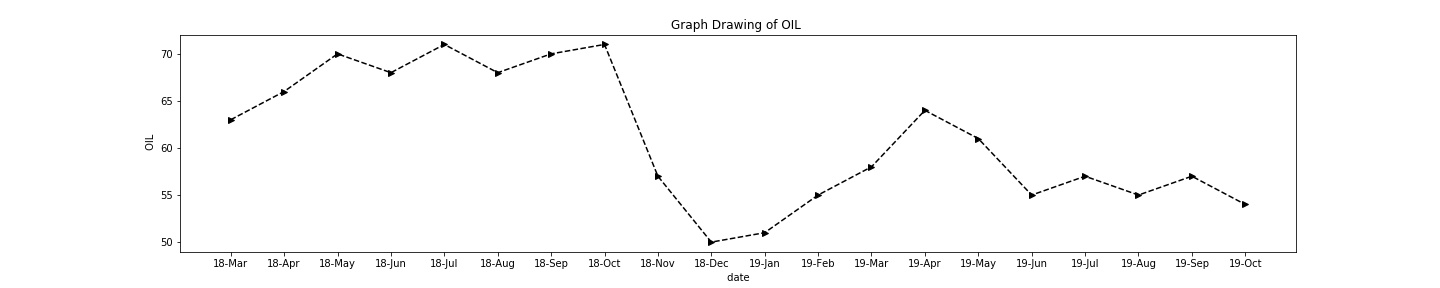 Graph Drawing of OIL
70
65
60
55
50
OIL
18-Mar 18-Apr 18-May 18-Jun 18-Jul 18-Aug 18-Sep 18-Oct 18-Nov 18-Dec 19-Jan 19-Feb 19-Mar 19-Apr 19-May 19-Jun 19-Jul 19-Aug 19-Sep 19-Oct
date